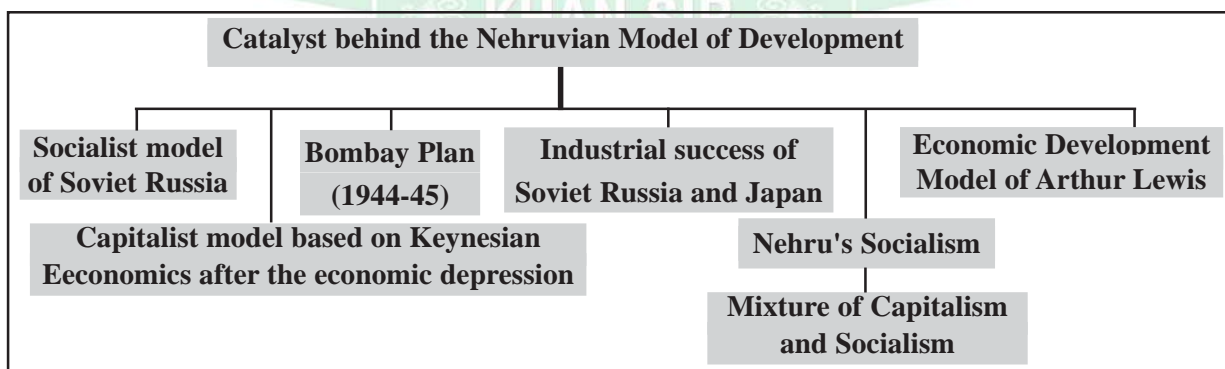 KHAN SIR
Catalyst behind the Nehruvian Model of Development
Socialist model
of Soviet Russia
Capitalist model based on Keynesian
Eeconomics after the economic depression
Bombay Plan
(1944-45)
Industrial success of
Soviet Russia and Japan
Nehru's Socialism
Mixture of Capitalism
and Socialism
Economic Development
Model of Arthur Lewis